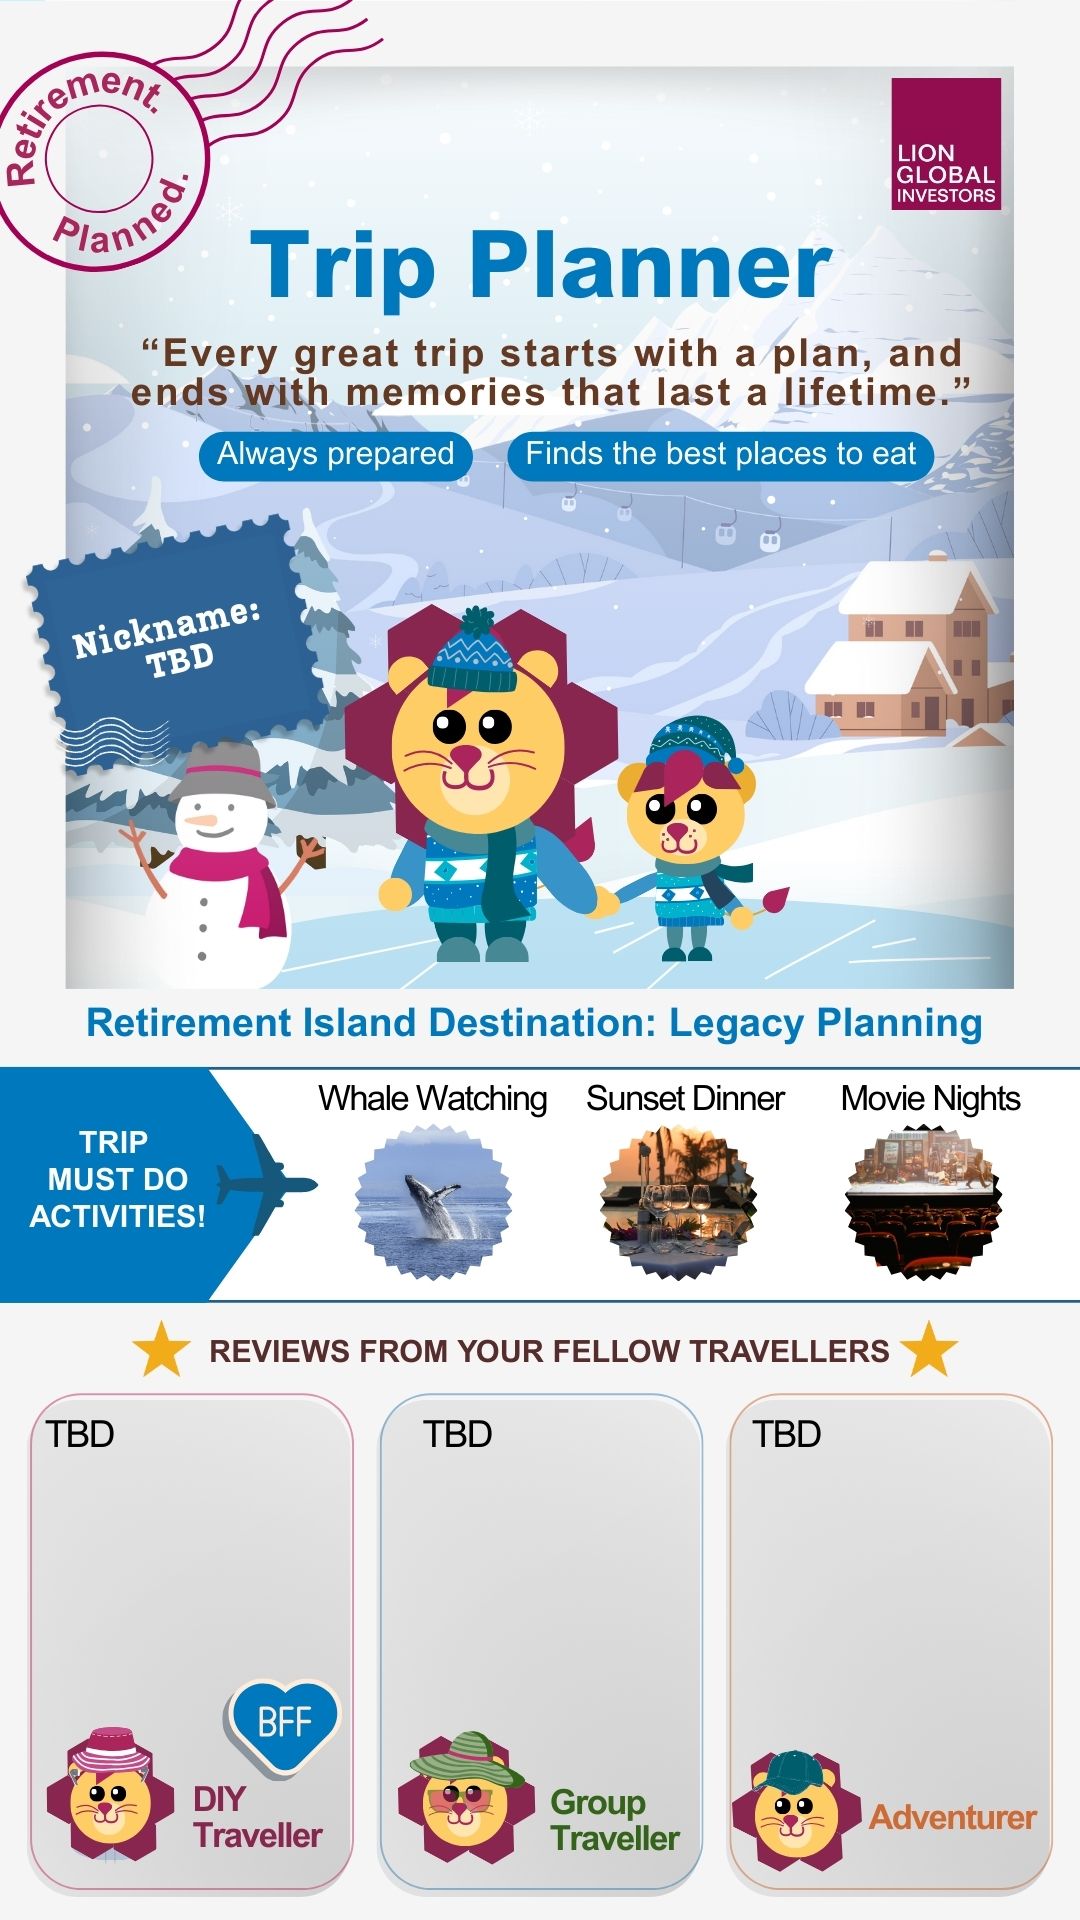 Retirement.
Planned.
LION
GLOBAL
INVESTORS
Trip Planner
“Every great trip starts with a plan, and
ends with memories that last a lifetime.”
Always prepared
Finds the best places to eat
Nickname:
TBD
Retirement Island Destination: Legacy Planning
TRIP
MUST DO
ACTIVITIES!
Whale Watching
Sunset Dinner
Movie Nights
REVIEWS FROM YOUR FELLOW TRAVELLERS
TBD
BFF
DIY
Traveller
TBD
Group
Traveller
TBD
Adventurer